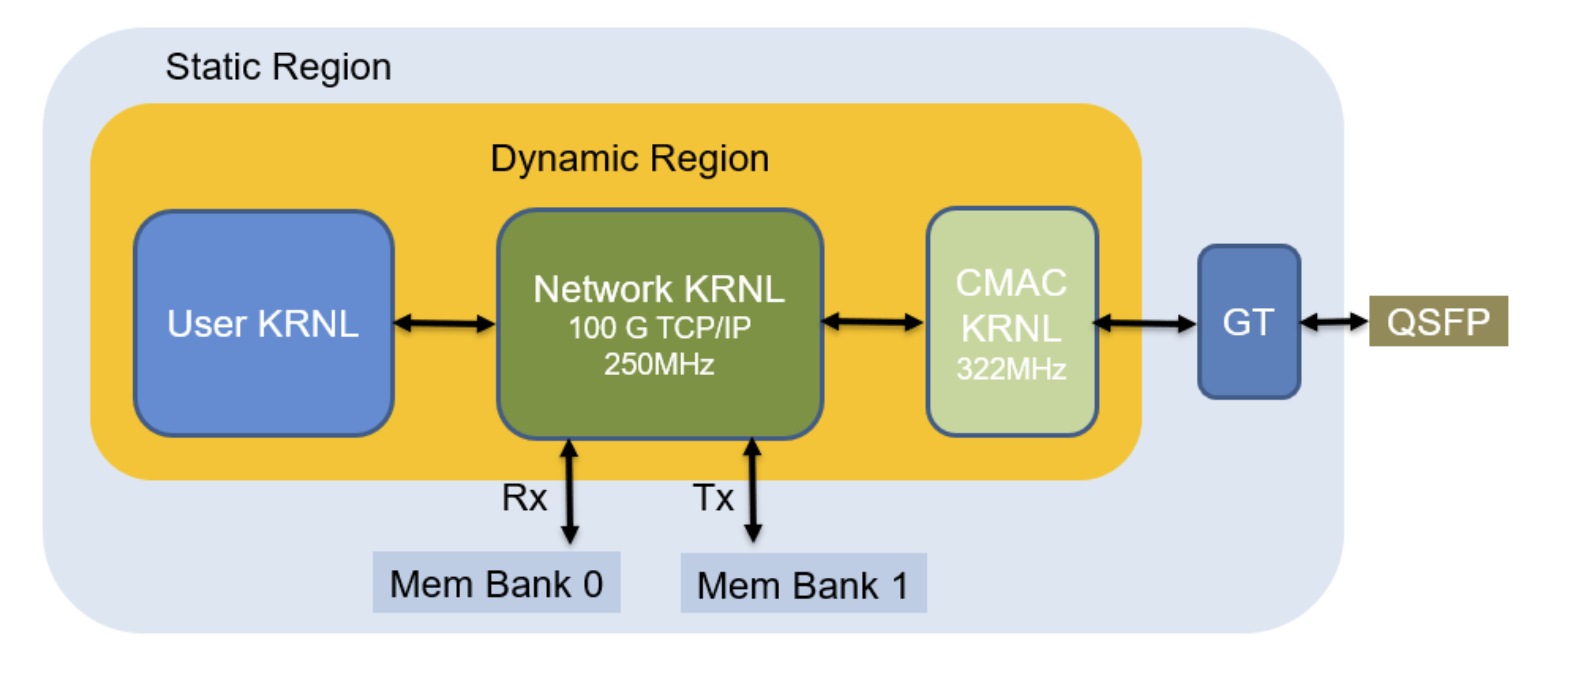 Static Region
Dynamic Region
User KRNL
Network KRNL
100 G TCP/IP
250MHz
CMAC
KRNL
322MHz
GT
QSFP
Rx
Tx
Mem Bank 0
Mem Bank 1